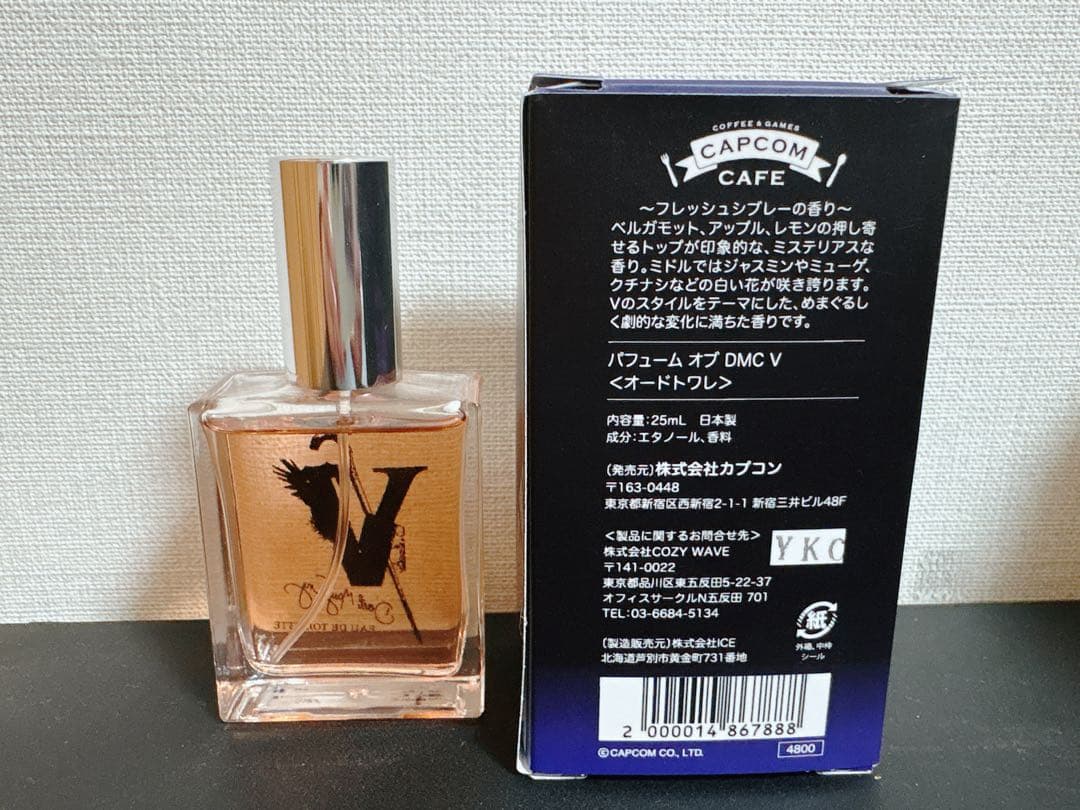 COFFEE & GAMES
CAPCOM
CAFE
～フレッシュシプレーの香り～
ベルガモット、アップル、レモンの押し寄
せるトップが印象的な、ミステリアスな
香り。ミドルではジャスミンやミューゲ、
クチナシなどの白い花が咲き誇ります。
Vのスタイルをテーマにした、めまぐるし
く劇的な変化に満ちた香りです。
パフューム オブ DMC V
＜オードトワレ＞
内容量：25mL 日本製
成分：エタノール、香料
〔発売元〕株式会社カプコン
〒163-0448
東京都新宿区西新宿2-1-1 新宿三井ビル48F
＜製品に関するお問合せ先＞
株式会社COZY WAVE
〒141-0022
東京都品川区東五反田5-22-37
オフィスサークルN五反田 701
TEL：03-6684-5134
YKC
〔製造販売元〕株式会社ICE
北海道芦別市黄金町731番地
紙
外箱、中枠
シール
2 000014 867888
©CAPCOM CO., LTD.
4800
V
Devil May Cry
EAU DE TOILETTE